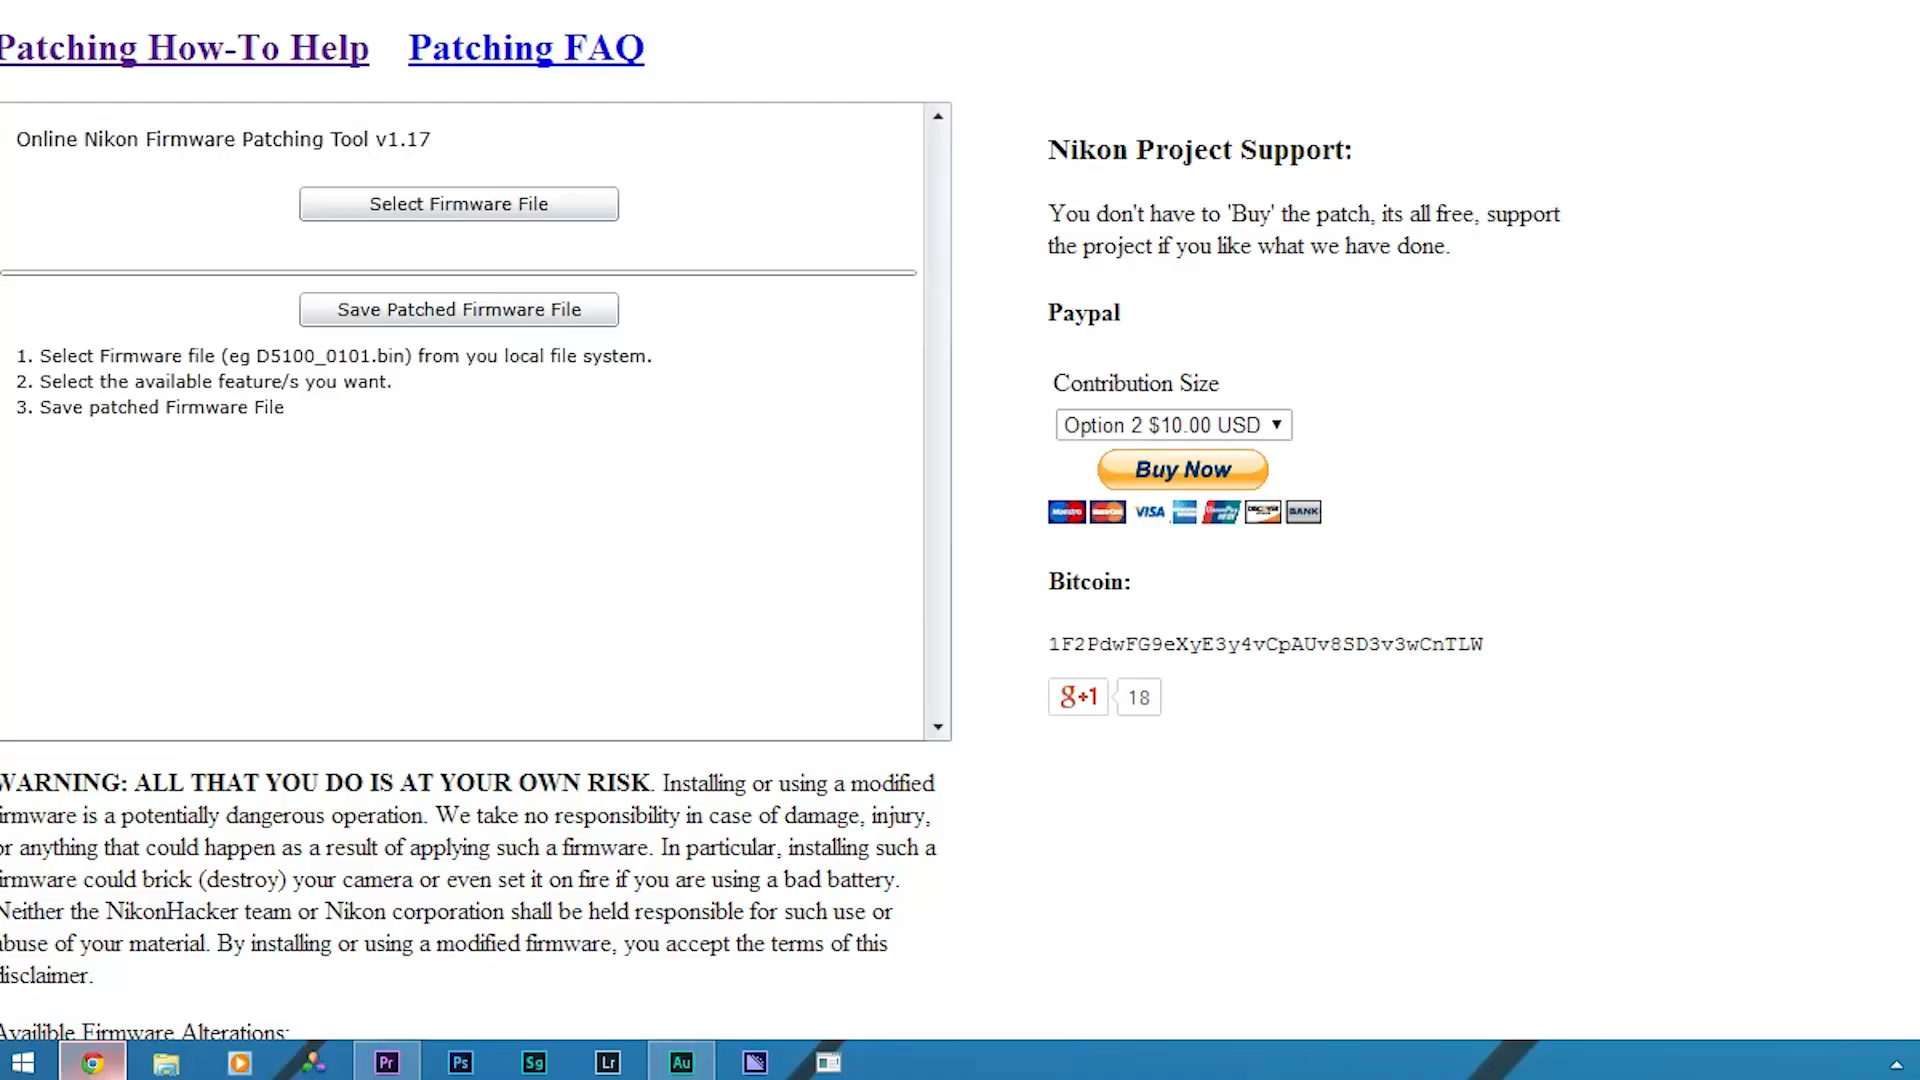 Patching How-To Help Patching FAQ
Online Nikon Firmware Patching Tool v1.17
Select Firmware File
Save Patched Firmware File
1. Select Firmware file (eg D5100_0101.bin) from you local file system.
2. Select the available feature/s you want.
3. Save patched Firmware File
Nikon Project Support:
You don't have to 'Buy' the patch, its all free, support
the project if you like what we have done.
Paypal
Contribution Size
Option 2 $10.00 USD
Buy Now
Maestro MasterCard VISA DISCOVER BANK
Bitcoin:
1F2PdwFG9eXyE3y4vCpAUv8SD3v3wCnTLW
g+1 18
WARNING: ALL THAT YOU DO IS AT YOUR OWN RISK. Installing or using a modified
firmware is a potentially dangerous operation. We take no responsibility in case of damage, injury,
or anything that could happen as a result of applying such a firmware. In particular, installing such a
firmware could brick (destroy) your camera or even set it on fire if you are using a bad battery.
Neither the NikonHacker team or Nikon corporation shall be held responsible for such use or
abuse of your material. By installing or using a modified firmware, you accept the terms of this
disclaimer.
Availible Firmware Alterations:
Pr Ps Sg Lr Au